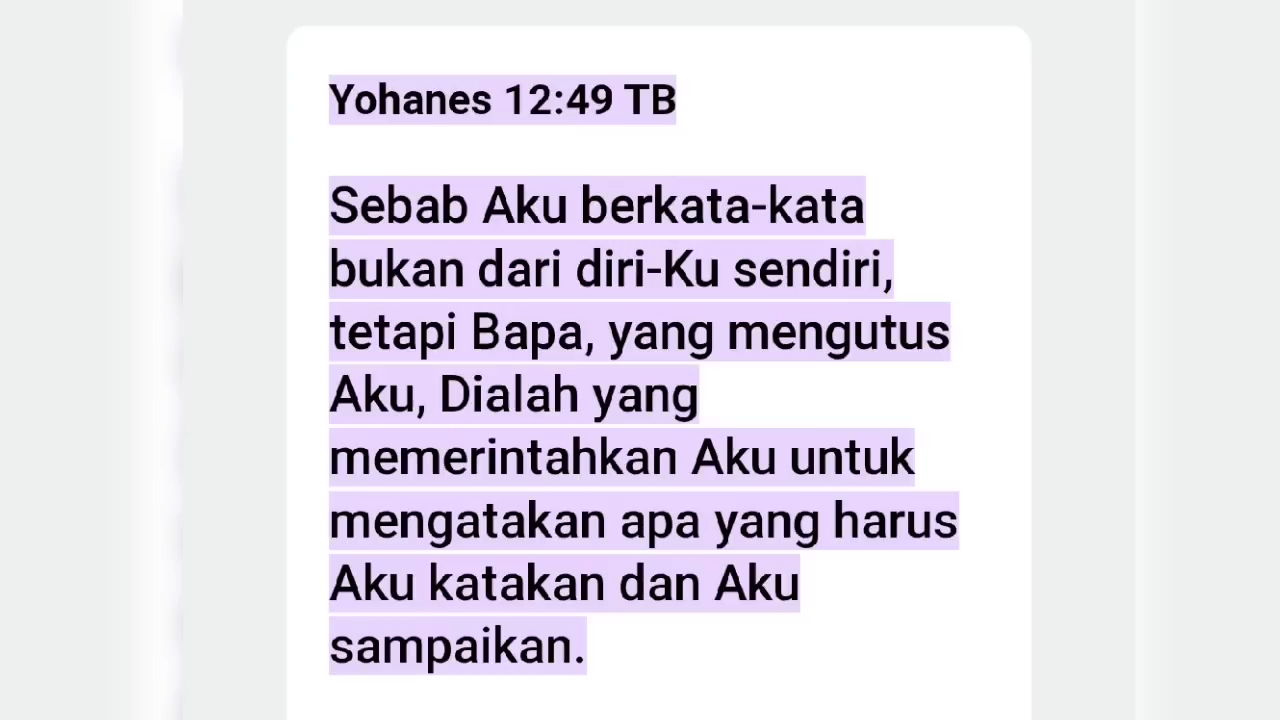 Yohanes 12:49 TB
Sebab Aku berkata-kata
bukan dari diri-Ku sendiri,
tetapi Bapa, yang mengutus
Aku, Dialah yang
memerintahkan Aku untuk
mengatakan apa yang harus
Aku katakan dan Aku
sampaikan.